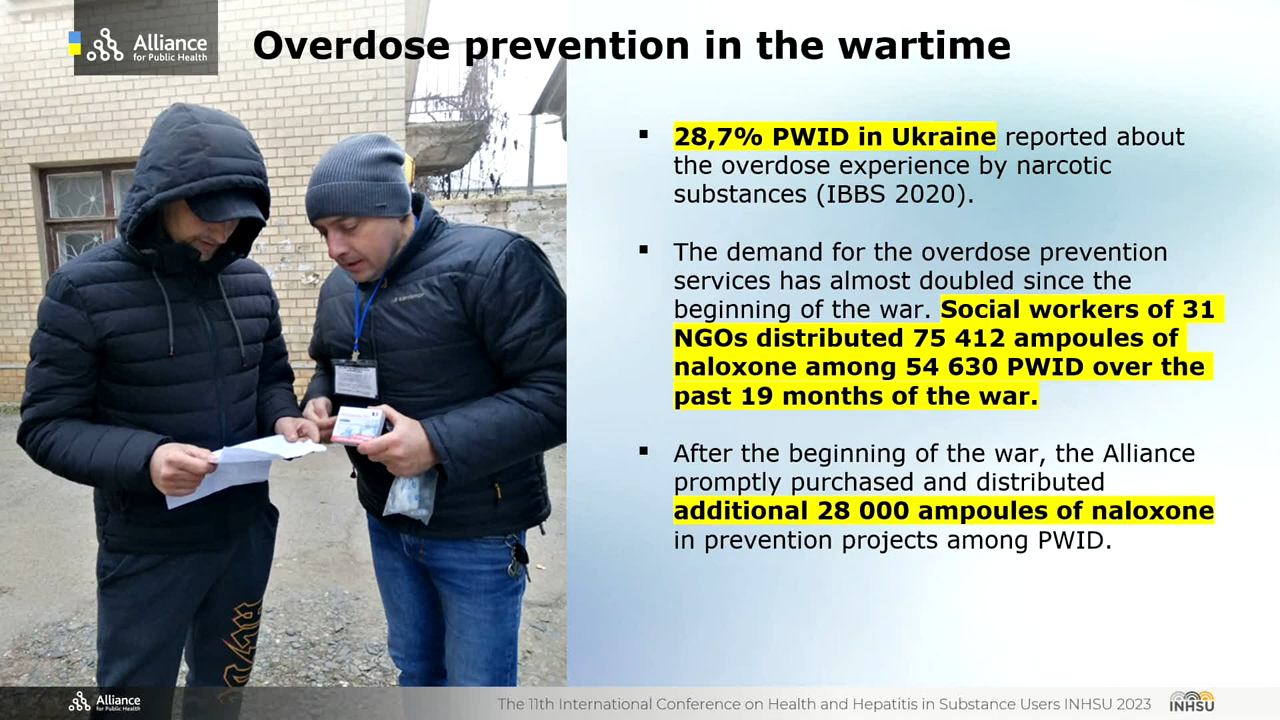 Alliance
for Public Health
Overdose prevention in the wartime
▪ 28,7% PWID in Ukraine reported about
the overdose experience by narcotic
substances (IBBS 2020).
▪ The demand for the overdose prevention
services has almost doubled since the
beginning of the war. Social workers of 31
NGOs distributed 75 412 ampoules of
naloxone among 54 630 PWID over the
past 19 months of the war.
▪ After the beginning of the war, the Alliance
promptly purchased and distributed
additional 28 000 ampoules of naloxone
in prevention projects among PWID.
Alliance
for Public Health
The 11th International Conference on Health and Hepatitis in Substance Users INHSU 2023
INHSU